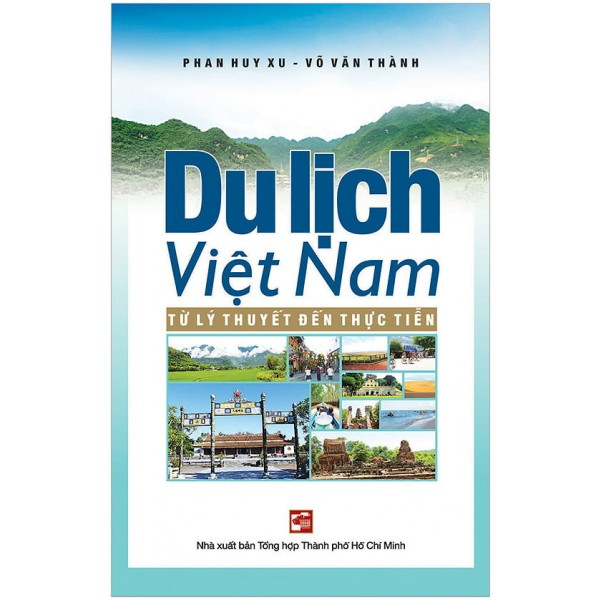 PHAN HUY XU - VÕ VĂN THÀNH
Du lịch
Việt Nam
TỪ LÝ THUYẾT ĐẾN THỰC TIỄN
Nhà xuất bản Tổng hợp Thành phố Hồ Chí Minh